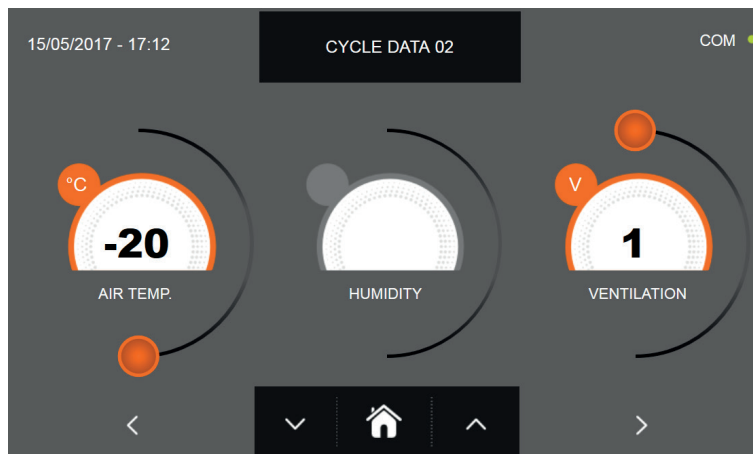 15/05/2017 - 17:12
CYCLE DATA 02
COM
°C
V
-20
1
AIR TEMP.
HUMIDITY
VENTILATION